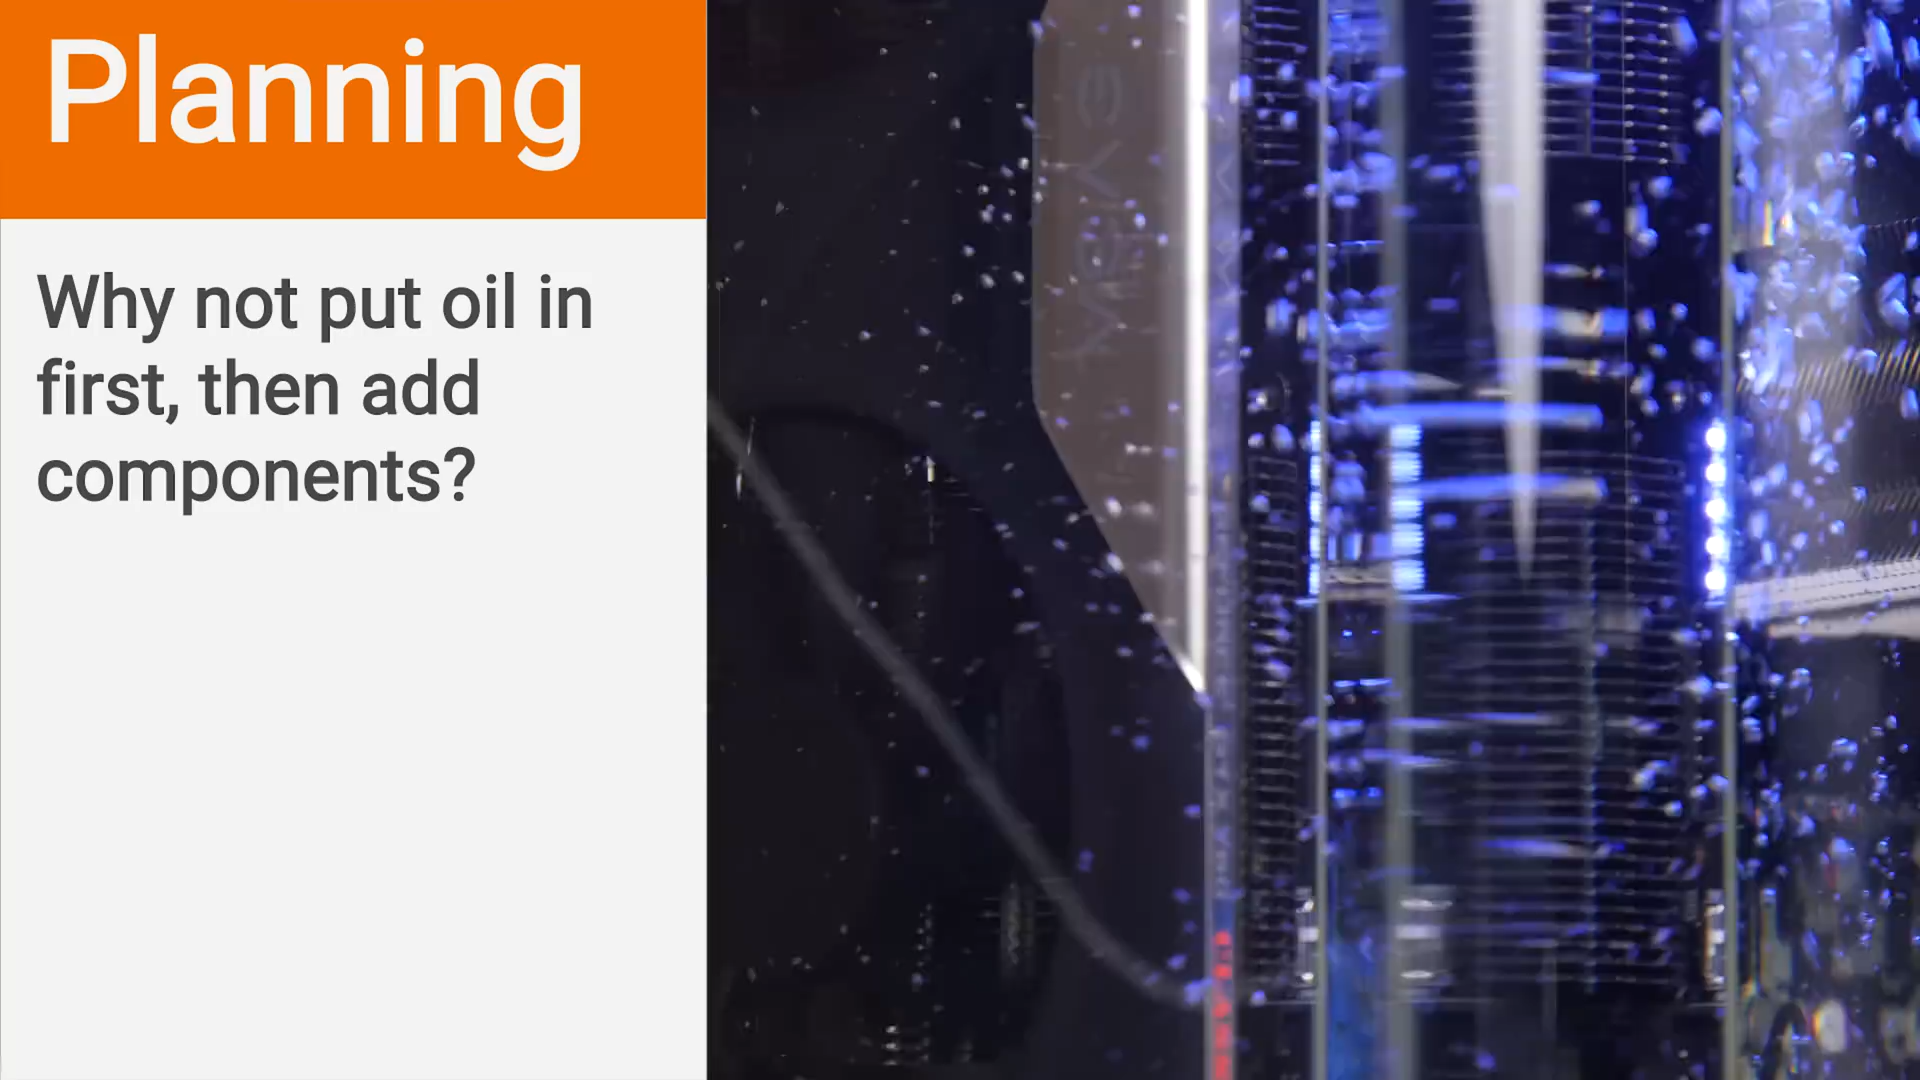 Planning
Why not put oil in
first, then add
components?